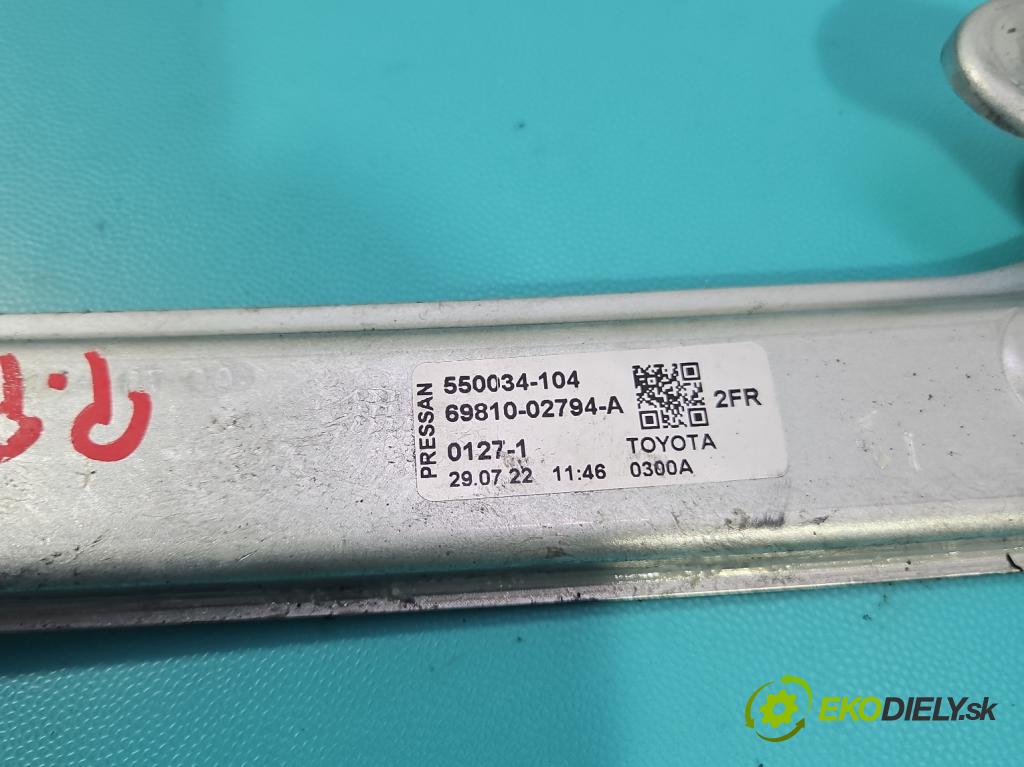 PRESSAN
550034-104
69810-02794-A
2FR
0127-1
TOYOTA
29.07.22 11:46 0300A
EKODIELY.sk